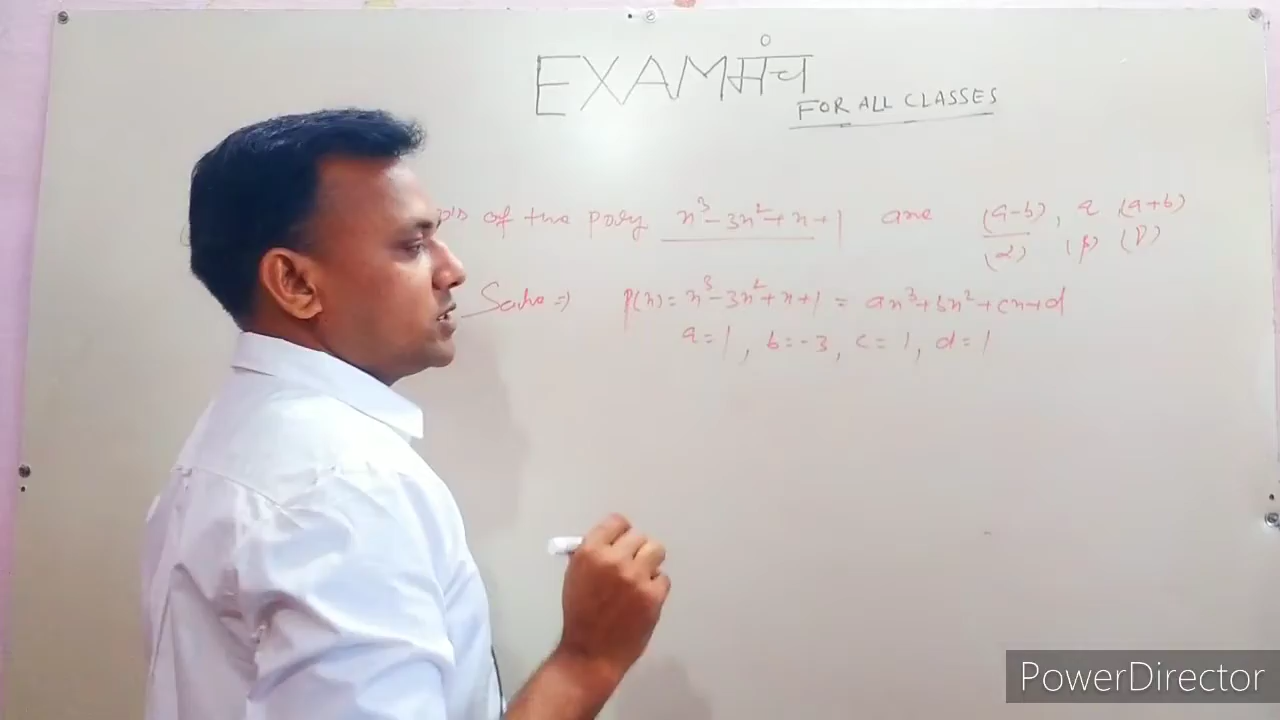 EXAMमंच
FOR ALL CLASSES
of the poly x³-3x²+x+1 are (a-b), a (a+b)
(α) (β) (γ)
Solve ⇒ p(x) = x³-3x²+x+1 = ax³+bx²+cx+d
a=1, b=-3, c=1, d=1
PowerDirector